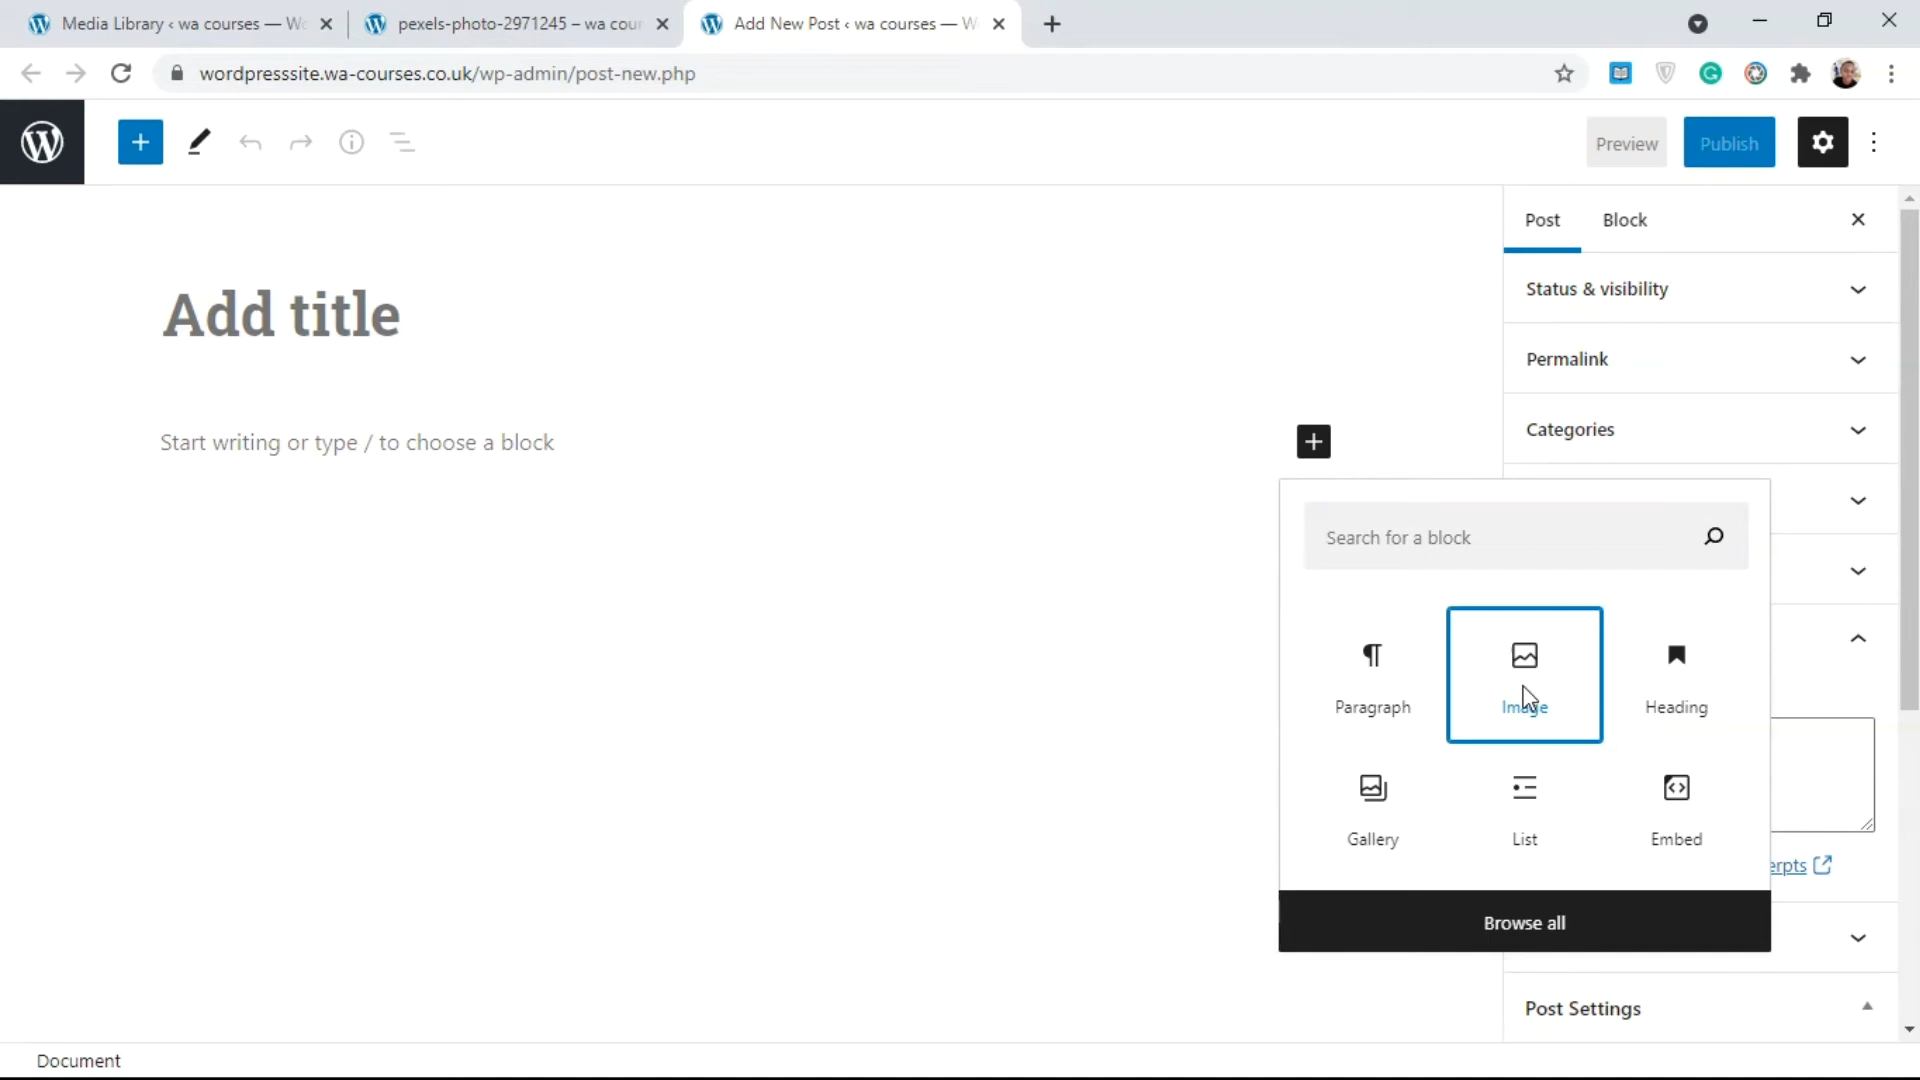 Media Library ‹ wa courses — Wo
pexels-photo-2971245 – wa cour
Add New Post ‹ wa courses — W
wordpresssite.wa-courses.co.uk/wp-admin/post-new.php
Preview
Publish
Post
Block
Add title
Status & visibility
Permalink
Categories
Start writing or type / to choose a block
Search for a block
Paragraph
Image
Heading
Gallery
List
Embed
erpts
Browse all
Post Settings
Document